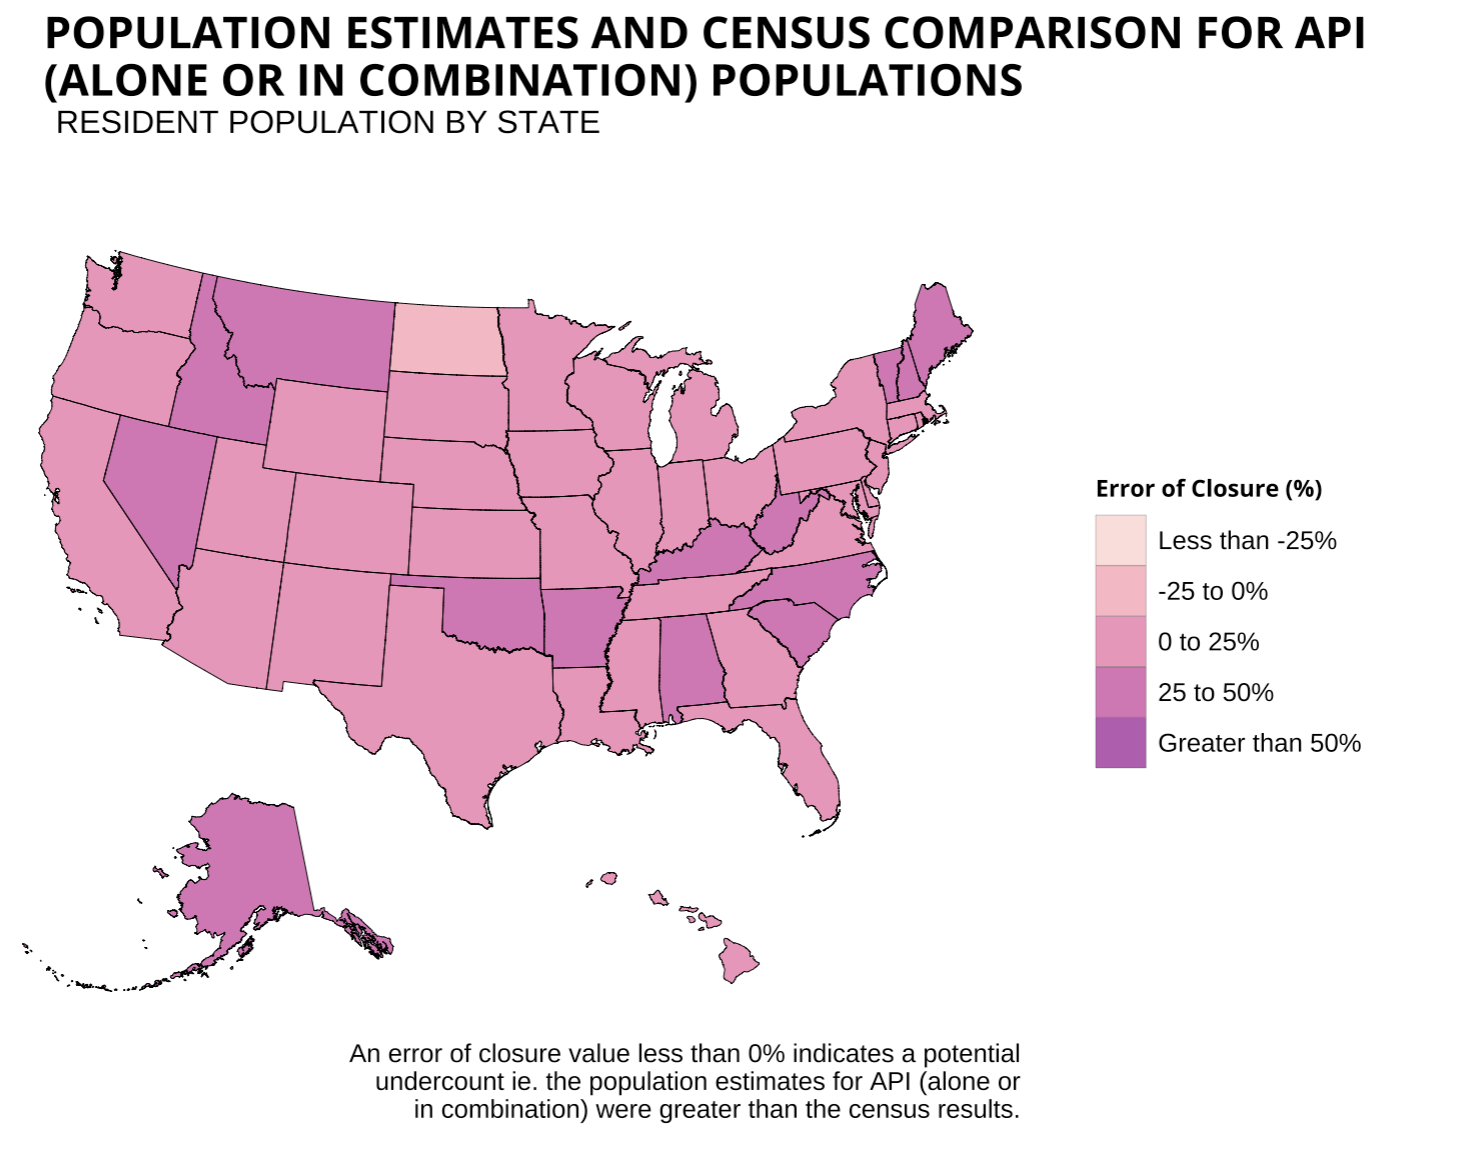 POPULATION ESTIMATES AND CENSUS COMPARISON FOR API
(ALONE OR IN COMBINATION) POPULATIONS
RESIDENT POPULATION BY STATE
Error of Closure (%)
Less than -25%
-25 to 0%
0 to 25%
25 to 50%
Greater than 50%
An error of closure value less than 0% indicates a potential
undercount ie. the population estimates for API (alone or
in combination) were greater than the census results.